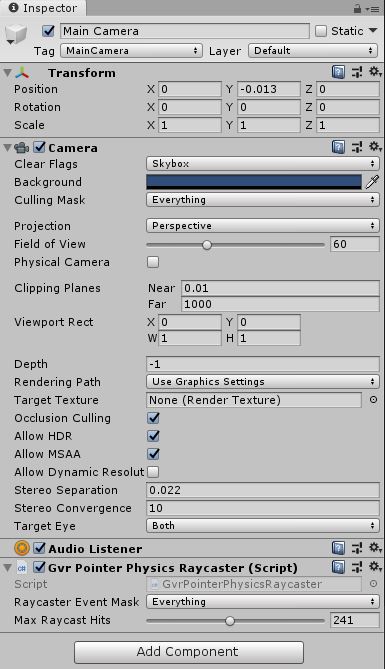 Inspector
Main Camera Static
Tag MainCamera Layer Default
Transform
Position X 0 Y -0.013 Z 0
Rotation X 0 Y 0 Z 0
Scale X 1 Y 1 Z 1
Camera
Clear Flags Skybox
Background
Culling Mask Everything
Projection Perspective
Field of View 60
Physical Camera
Clipping Planes Near 0.01
Far 1000
Viewport Rect X 0 Y 0
W 1 H 1
Depth -1
Rendering Path Use Graphics Settings
Target Texture None (Render Texture)
Occlusion Culling
Allow HDR
Allow MSAA
Allow Dynamic Resolut
Stereo Separation 0.022
Stereo Convergence 10
Target Eye Both
Audio Listener
Gvr Pointer Physics Raycaster (Script)
Script GvrPointerPhysicsRaycaster
Raycaster Event Mask Everything
Max Raycast Hits 241
Add Component